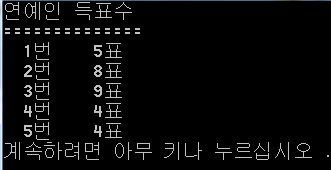 연예인 득표수
==============
1번 5표
2번 8표
3번 9표
4번 4표
5번 4표
계속하려면 아무 키나 누르십시오 .